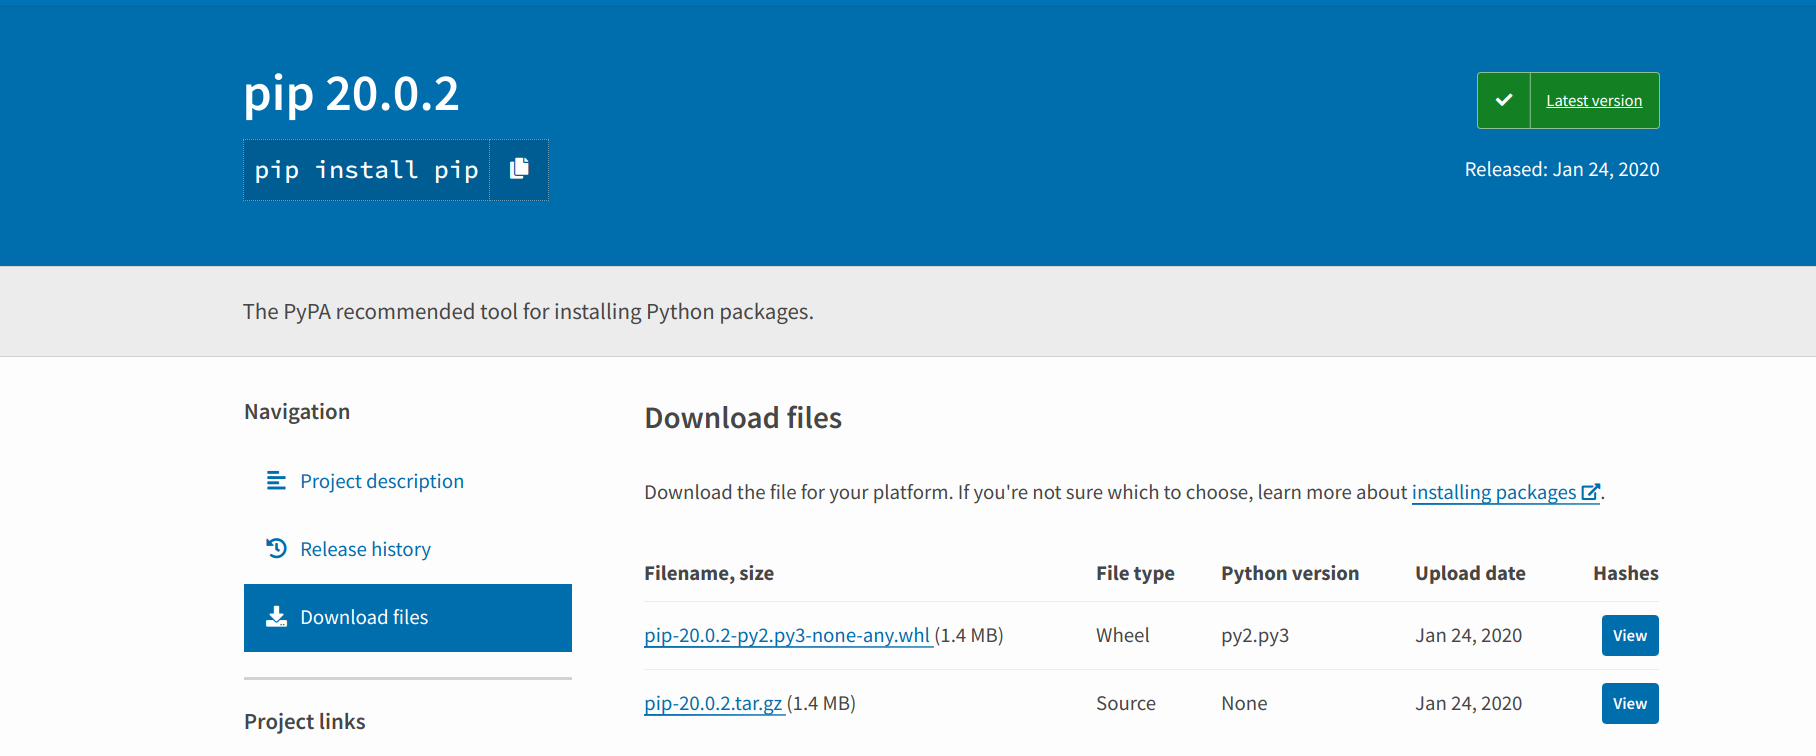 pip 20.0.2
pip install pip
Latest version
Released: Jan 24, 2020
The PyPA recommended tool for installing Python packages.
Navigation
Project description
Release history
Download files
Project links
Download files
Download the file for your platform. If you're not sure which to choose, learn more about installing packages.
Filename, size File type Python version Upload date Hashes
pip-20.0.2-py2.py3-none-any.whl (1.4 MB) Wheel py2.py3 Jan 24, 2020 View
pip-20.0.2.tar.gz (1.4 MB) Source None Jan 24, 2020 View